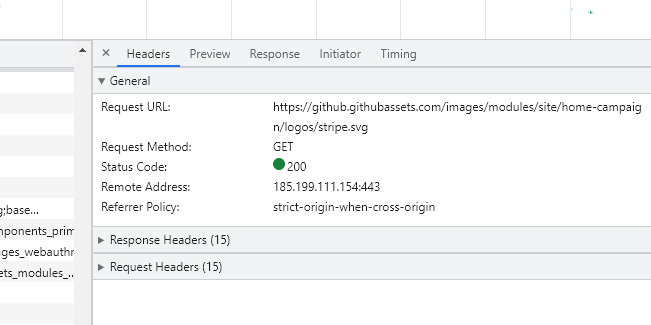 × Headers Preview Response Initiator Timing
▼ General
Request URL: https://github.githubassets.com/images/modules/site/home-campaig
n/logos/stripe.svg
Request Method: GET
Status Code: 200
Remote Address: 185.199.111.154:443
Referrer Policy: strict-origin-when-cross-origin
g;base...
▶ Response Headers (15)
nponents_prim
ages_webauthn
▶ Request Headers (15)
ets_modules_...